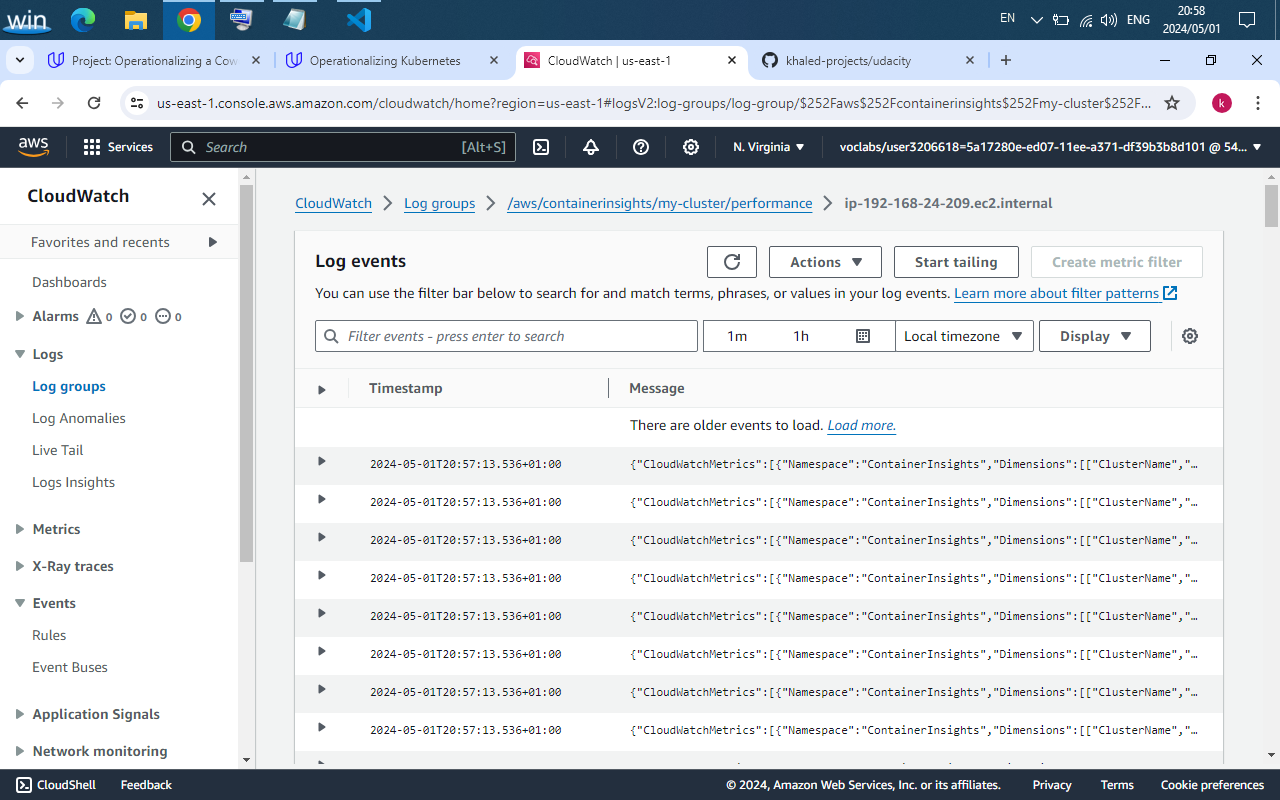 win
EN
ENG
20:58
2024/05/01
Project: Operationalizing a Cow
Operationalizing Kubernetes
CloudWatch | us-east-1
khaled-projects/udacity
us-east-1.console.aws.amazon.com/cloudwatch/home?region=us-east-1#logsV2:log-groups/log-group/$252Faws$252Fcontainerinsights$252Fmy-cluster$252F...
k
aws
Services
Search
[Alt+S]
N. Virginia
voclabs/user3206618=5a17280e-ed07-11ee-a371-df39b3b8d101 @ 54...
CloudWatch
Favorites and recents
Dashboards
Alarms 0 0 0
Logs
Log groups
Log Anomalies
Live Tail
Logs Insights
Metrics
X-Ray traces
Events
Rules
Event Buses
Application Signals
Network monitoring
CloudWatch
Log groups
/aws/containerinsights/my-cluster/performance
ip-192-168-24-209.ec2.internal
Log events
Actions
Start tailing
Create metric filter
You can use the filter bar below to search for and match terms, phrases, or values in your log events. Learn more about filter patterns
Filter events - press enter to search
1m
1h
Local timezone
Display
Timestamp
Message
There are older events to load. Load more.
2024-05-01T20:57:13.536+01:00 {"CloudWatchMetrics":[{"Namespace":"ContainerInsights","Dimensions":[["ClusterName","…
2024-05-01T20:57:13.536+01:00 {"CloudWatchMetrics":[{"Namespace":"ContainerInsights","Dimensions":[["ClusterName","…
2024-05-01T20:57:13.536+01:00 {"CloudWatchMetrics":[{"Namespace":"ContainerInsights","Dimensions":[["ClusterName","…
2024-05-01T20:57:13.536+01:00 {"CloudWatchMetrics":[{"Namespace":"ContainerInsights","Dimensions":[["ClusterName","…
2024-05-01T20:57:13.536+01:00 {"CloudWatchMetrics":[{"Namespace":"ContainerInsights","Dimensions":[["ClusterName","…
2024-05-01T20:57:13.536+01:00 {"CloudWatchMetrics":[{"Namespace":"ContainerInsights","Dimensions":[["ClusterName","…
2024-05-01T20:57:13.536+01:00 {"CloudWatchMetrics":[{"Namespace":"ContainerInsights","Dimensions":[["ClusterName","…
2024-05-01T20:57:13.536+01:00 {"CloudWatchMetrics":[{"Namespace":"ContainerInsights","Dimensions":[["ClusterName","…
CloudShell
Feedback
© 2024, Amazon Web Services, Inc. or its affiliates.
Privacy
Terms
Cookie preferences